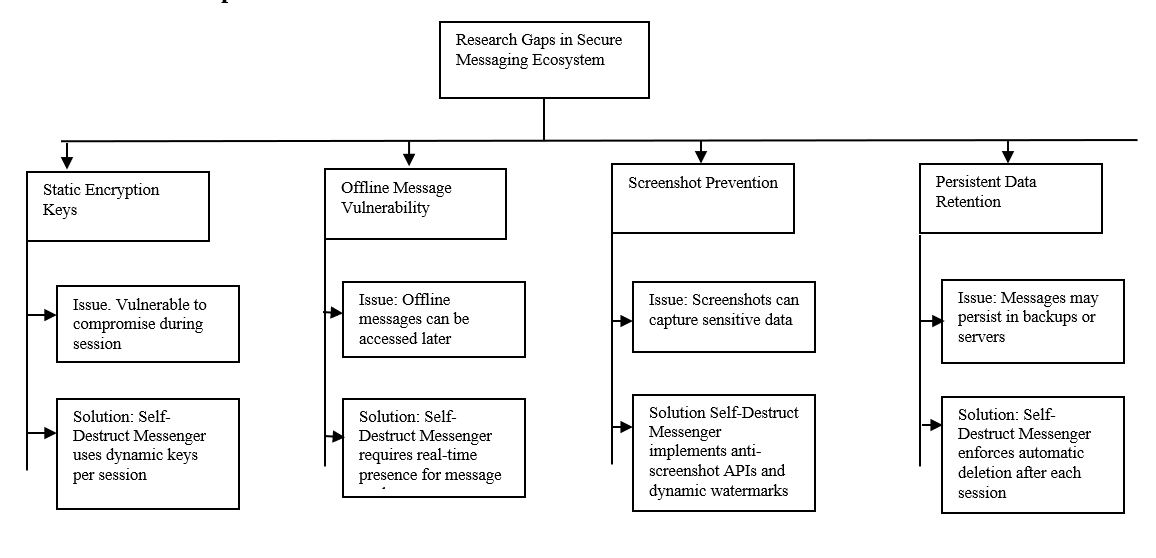 Research Gaps in Secure
Messaging Ecosystem
Static Encryption
Keys
Issue. Vulnerable to
compromise during
session
Solution: Self-
Destruct Messenger
uses dynamic keys
per session
Offline Message
Vulnerability
Issue: Offline
messages can be
accessed later
Solution: Self-
Destruct Messenger
requires real-time
presence for message
Screenshot Prevention
Issue: Screenshots can
capture sensitive data
Solution Self-Destruct
Messenger
implements anti-
screenshot APIs and
dynamic watermarks
Persistent Data
Retention
Issue: Messages may
persist in backups or
servers
Solution: Self-
Destruct Messenger
enforces automatic
deletion after each
session